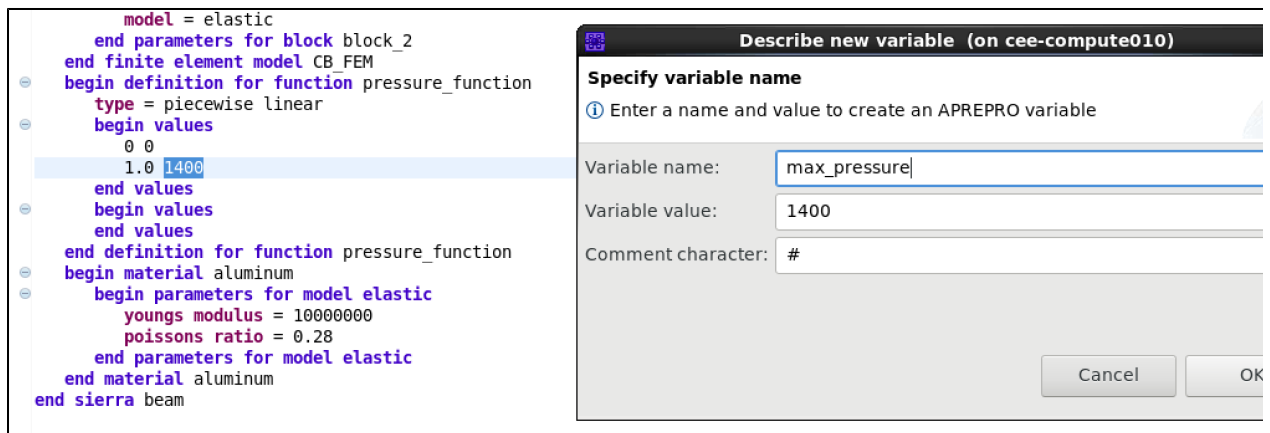 model = elastic
end parameters for block block_2
end finite element model CB_FEM
begin definition for function pressure_function
type = piecewise linear
begin values
0 0
1.0 1400
end values
begin values
end values
end definition for function pressure_function
begin material aluminum
begin parameters for model elastic
youngs modulus = 10000000
poissons ratio = 0.28
end parameters for model elastic
end material aluminum
end sierra beam
Describe new variable (on cee-compute010)
Specify variable name
Enter a name and value to create an APREPRO variable
Variable name: max_pressure
Variable value: 1400
Comment character: #
Cancel
OK